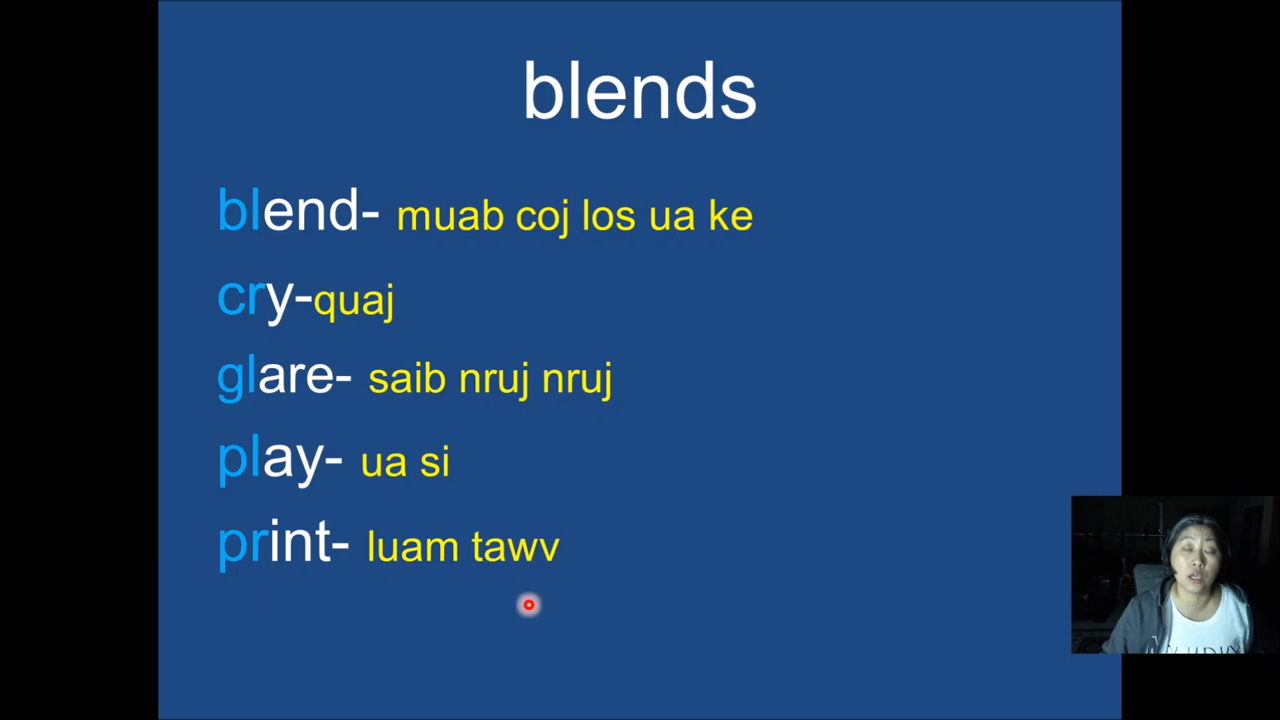 blends
blend- muab coj los ua ke
cry-quaj
glare- saib nruj nruj
play- ua si
print- luam tawv